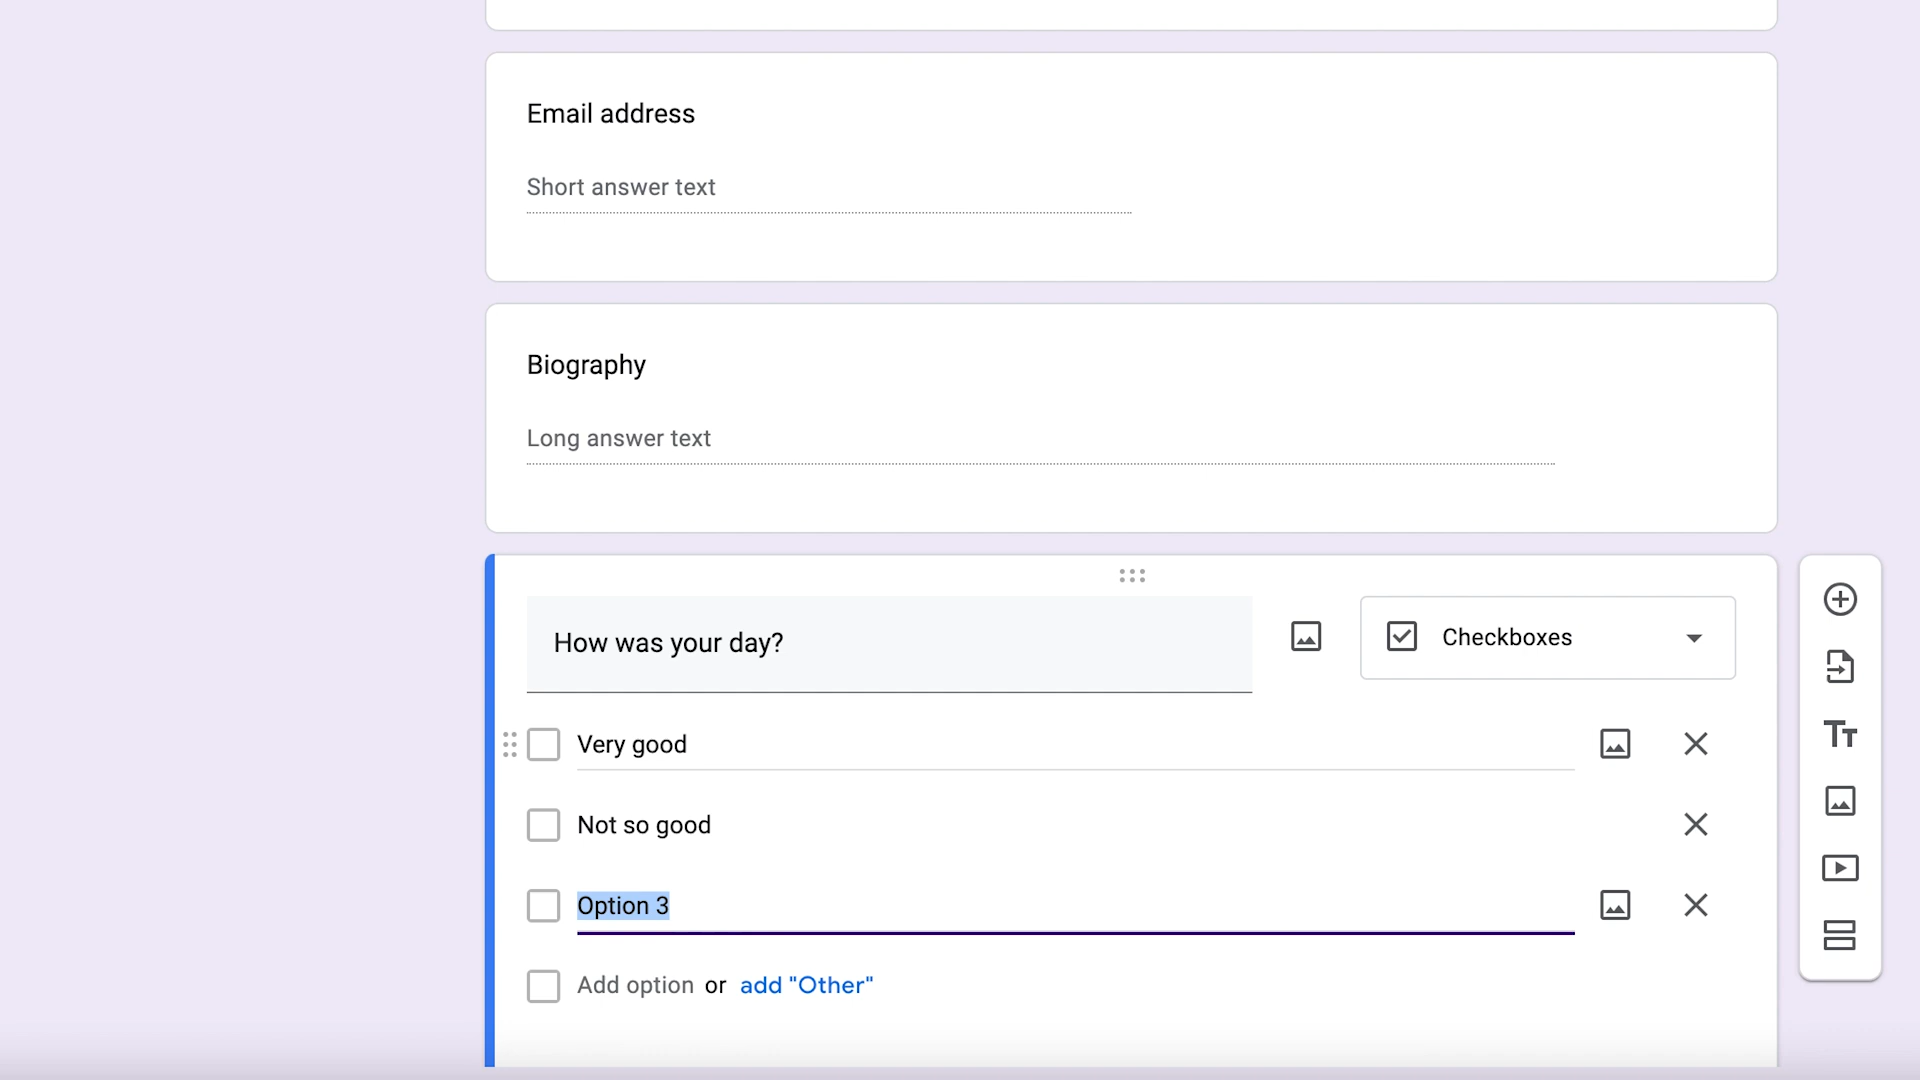 Email address
Short answer text
Biography
Long answer text
How was your day?
Checkboxes
Very good
Not so good
Option 3
Add option or add "Other"